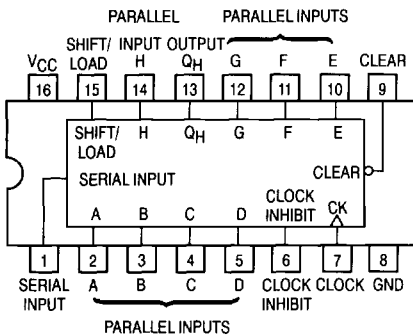 PARALLEL PARALLEL INPUTS
SHIFT/ INPUT OUTPUT
VCC LOAD H QH G F E CLEAR
16 15 14 13 12 11 10 9
SHIFT/ H QH G F E
LOAD
CLEAR
SERIAL INPUT
CLOCK
A B C D INHIBIT CK
1 2 3 4 5 6 7 8
SERIAL A B C D CLOCK CLOCK GND
INPUT INHIBIT
PARALLEL INPUTS